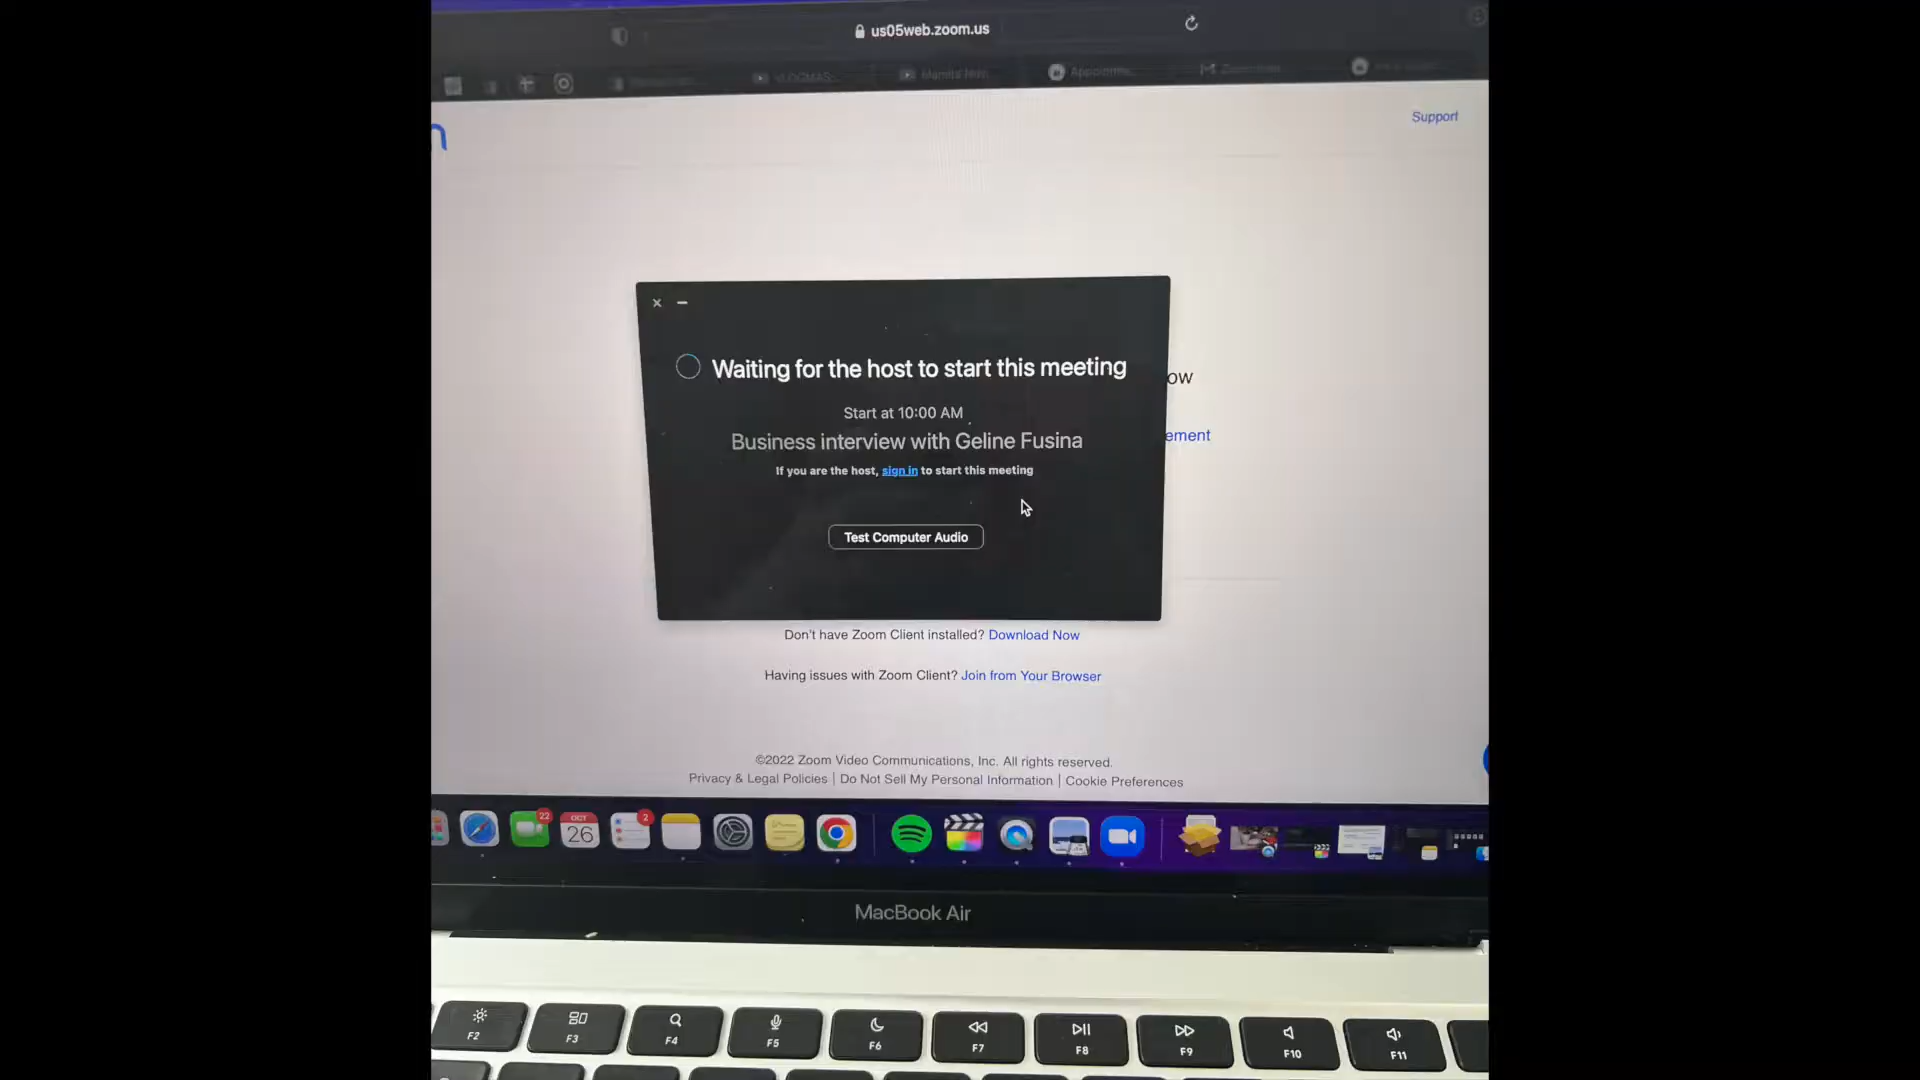 us05web.zoom.us
VLOGMAS
Support
Waiting for the host to start this meeting
ow
Start at 10:00 AM
ement
Business interview with Geline Fusina
If you are the host, sign in to start this meeting
Test Computer Audio
Don't have Zoom Client installed? Download Now
Having issues with Zoom Client? Join from Your Browser
©2022 Zoom Video Communications, Inc. All rights reserved.
Privacy & Legal Policies | Do Not Sell My Personal Information | Cookie Preferences
22
OCT
26
2
MacBook Air
F2 F3 F4 F5 F6 F7 F8 F9 F10 F11